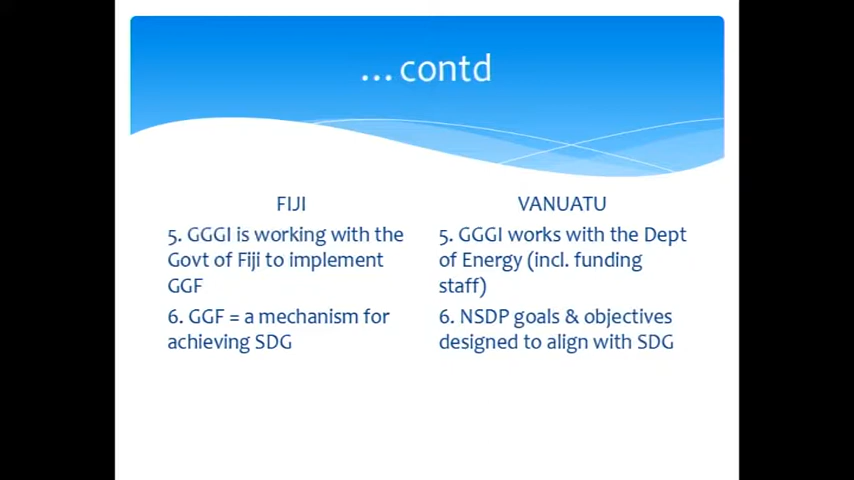 ...contd
FIJI
5. GGGI is working with the
Govt of Fiji to implement
GGF
6. GGF = a mechanism for
achieving SDG
VANUATU
5. GGGI works with the Dept
of Energy (incl. funding
staff)
6. NSDP goals & objectives
designed to align with SDG